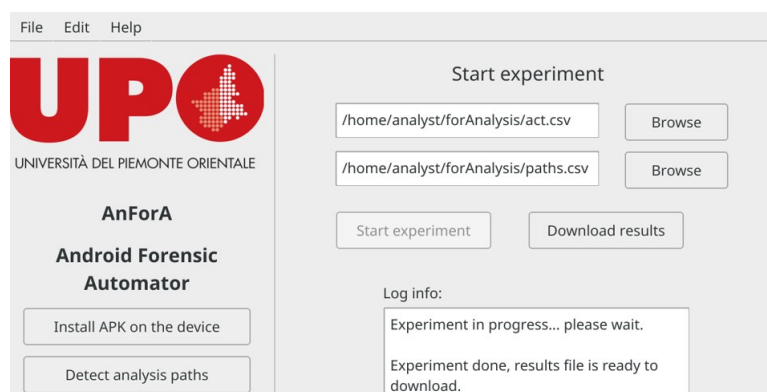 File Edit Help
UPO
UNIVERSITÀ DEL PIEMONTE ORIENTALE
AnForA
Android Forensic
Automator
Install APK on the device
Detect analysis paths
Start experiment
/home/analyst/forAnalysis/act.csv Browse
/home/analyst/forAnalysis/paths.csv Browse
Start experiment Download results
Log info:
Experiment in progress... please wait.
Experiment done, results file is ready to
download.